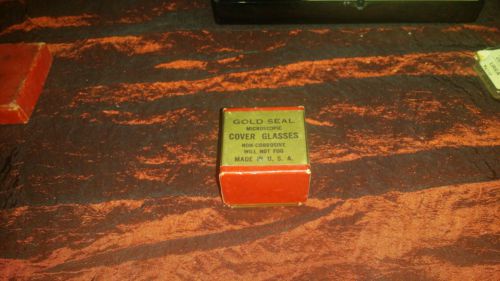 GOLD SEAL
MICROSCOPIC
COVER GLASSES
NON-CORROSIVE
WILL NOT FOG
MADE IN U. S. A.